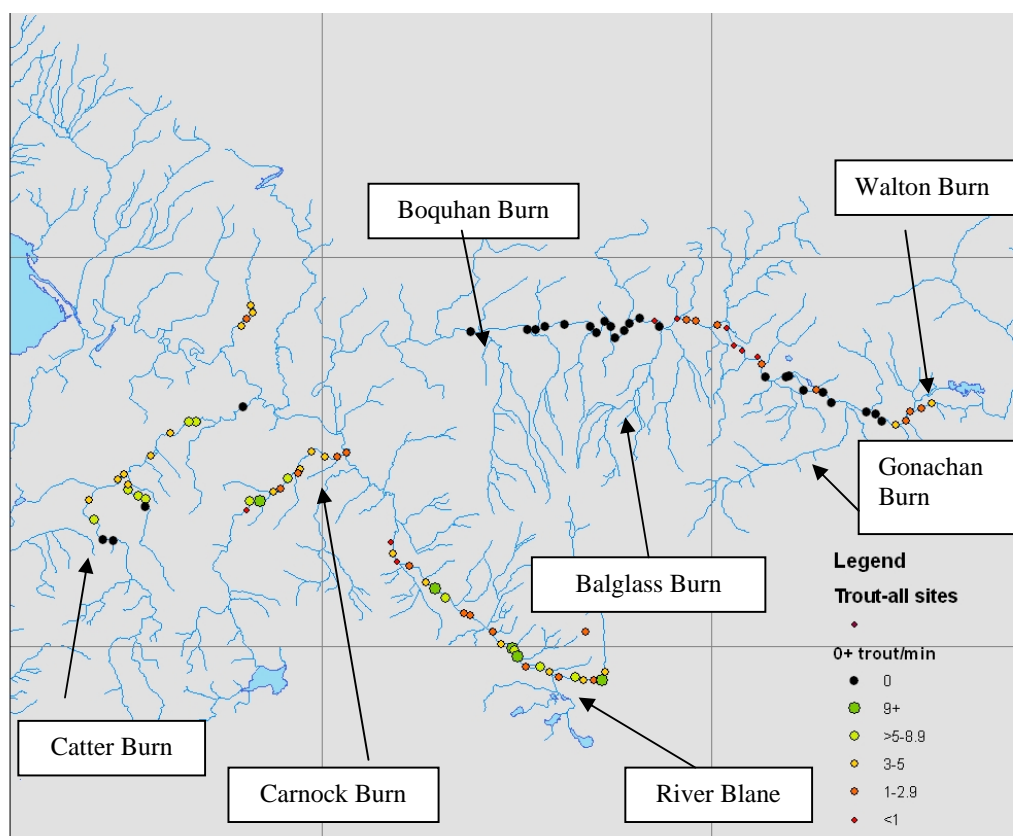 Walton Burn
Boquhan Burn
Gonachan
Burn
Balglass Burn
Catter Burn
Carnock Burn
River Blane
Legend
Trout-all sites
0+ trout/min
0
9+
>5-8.9
3-5
1-2.9
<1